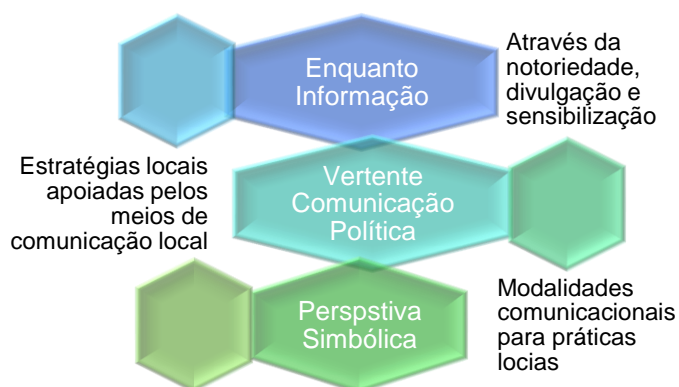 Enquanto
Informação
Através da
notoriedade,
divulgação e
sensibilização
Estratégias locais
apoiadas pelos
meios de
comunicação local
Vertente
Comunicação
Política
Perspstiva
Simbólica
Modalidades
comunicacionais
para práticas
locias